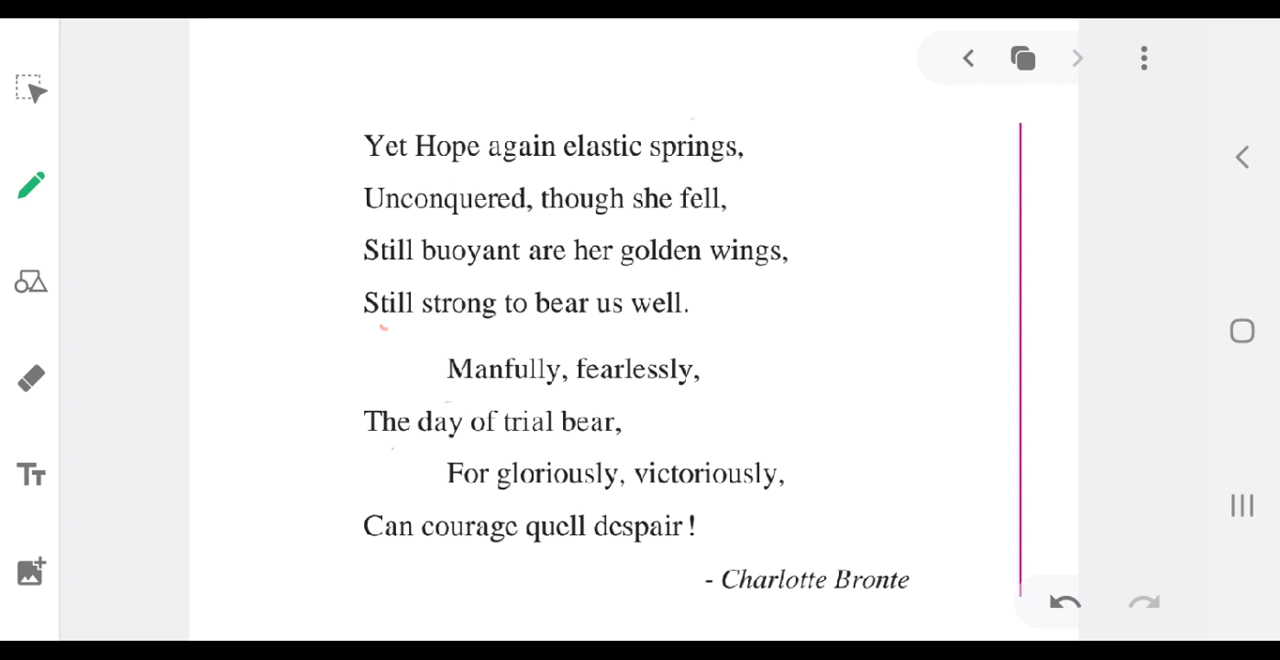 Yet Hope again elastic springs,
Unconquered, though she fell,
Still buoyant are her golden wings,
Still strong to bear us well.
Manfully, fearlessly,
The day of trial bear,
For gloriously, victoriously,
Can courage quell despair!
- Charlotte Bronte
TT